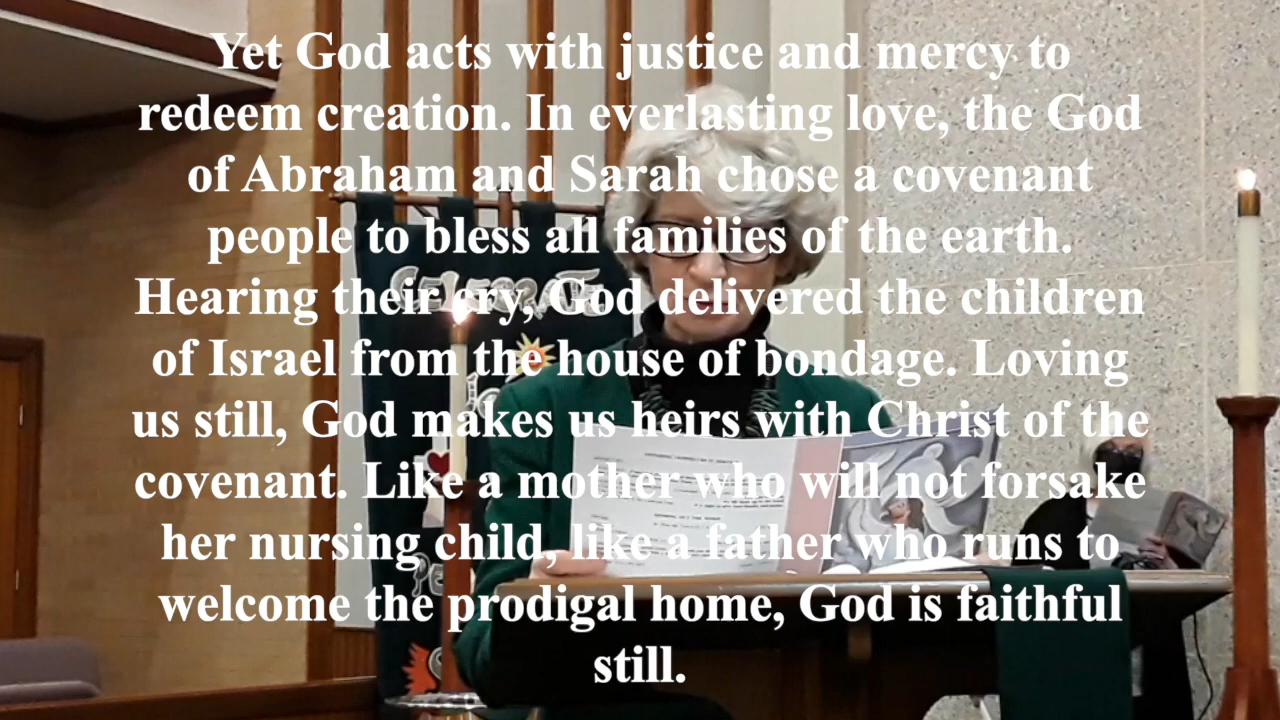 Yet God acts with justice and mercy to
redeem creation. In everlasting love, the God
of Abraham and Sarah chose a covenant
people to bless all families of the earth.
Hearing their cry, God delivered the children
of Israel from the house of bondage. Loving
us still, God makes us heirs with Christ of the
covenant. Like a mother who will not forsake
her nursing child, like a father who runs to
welcome the prodigal home, God is faithful
still.
CELEBRATE